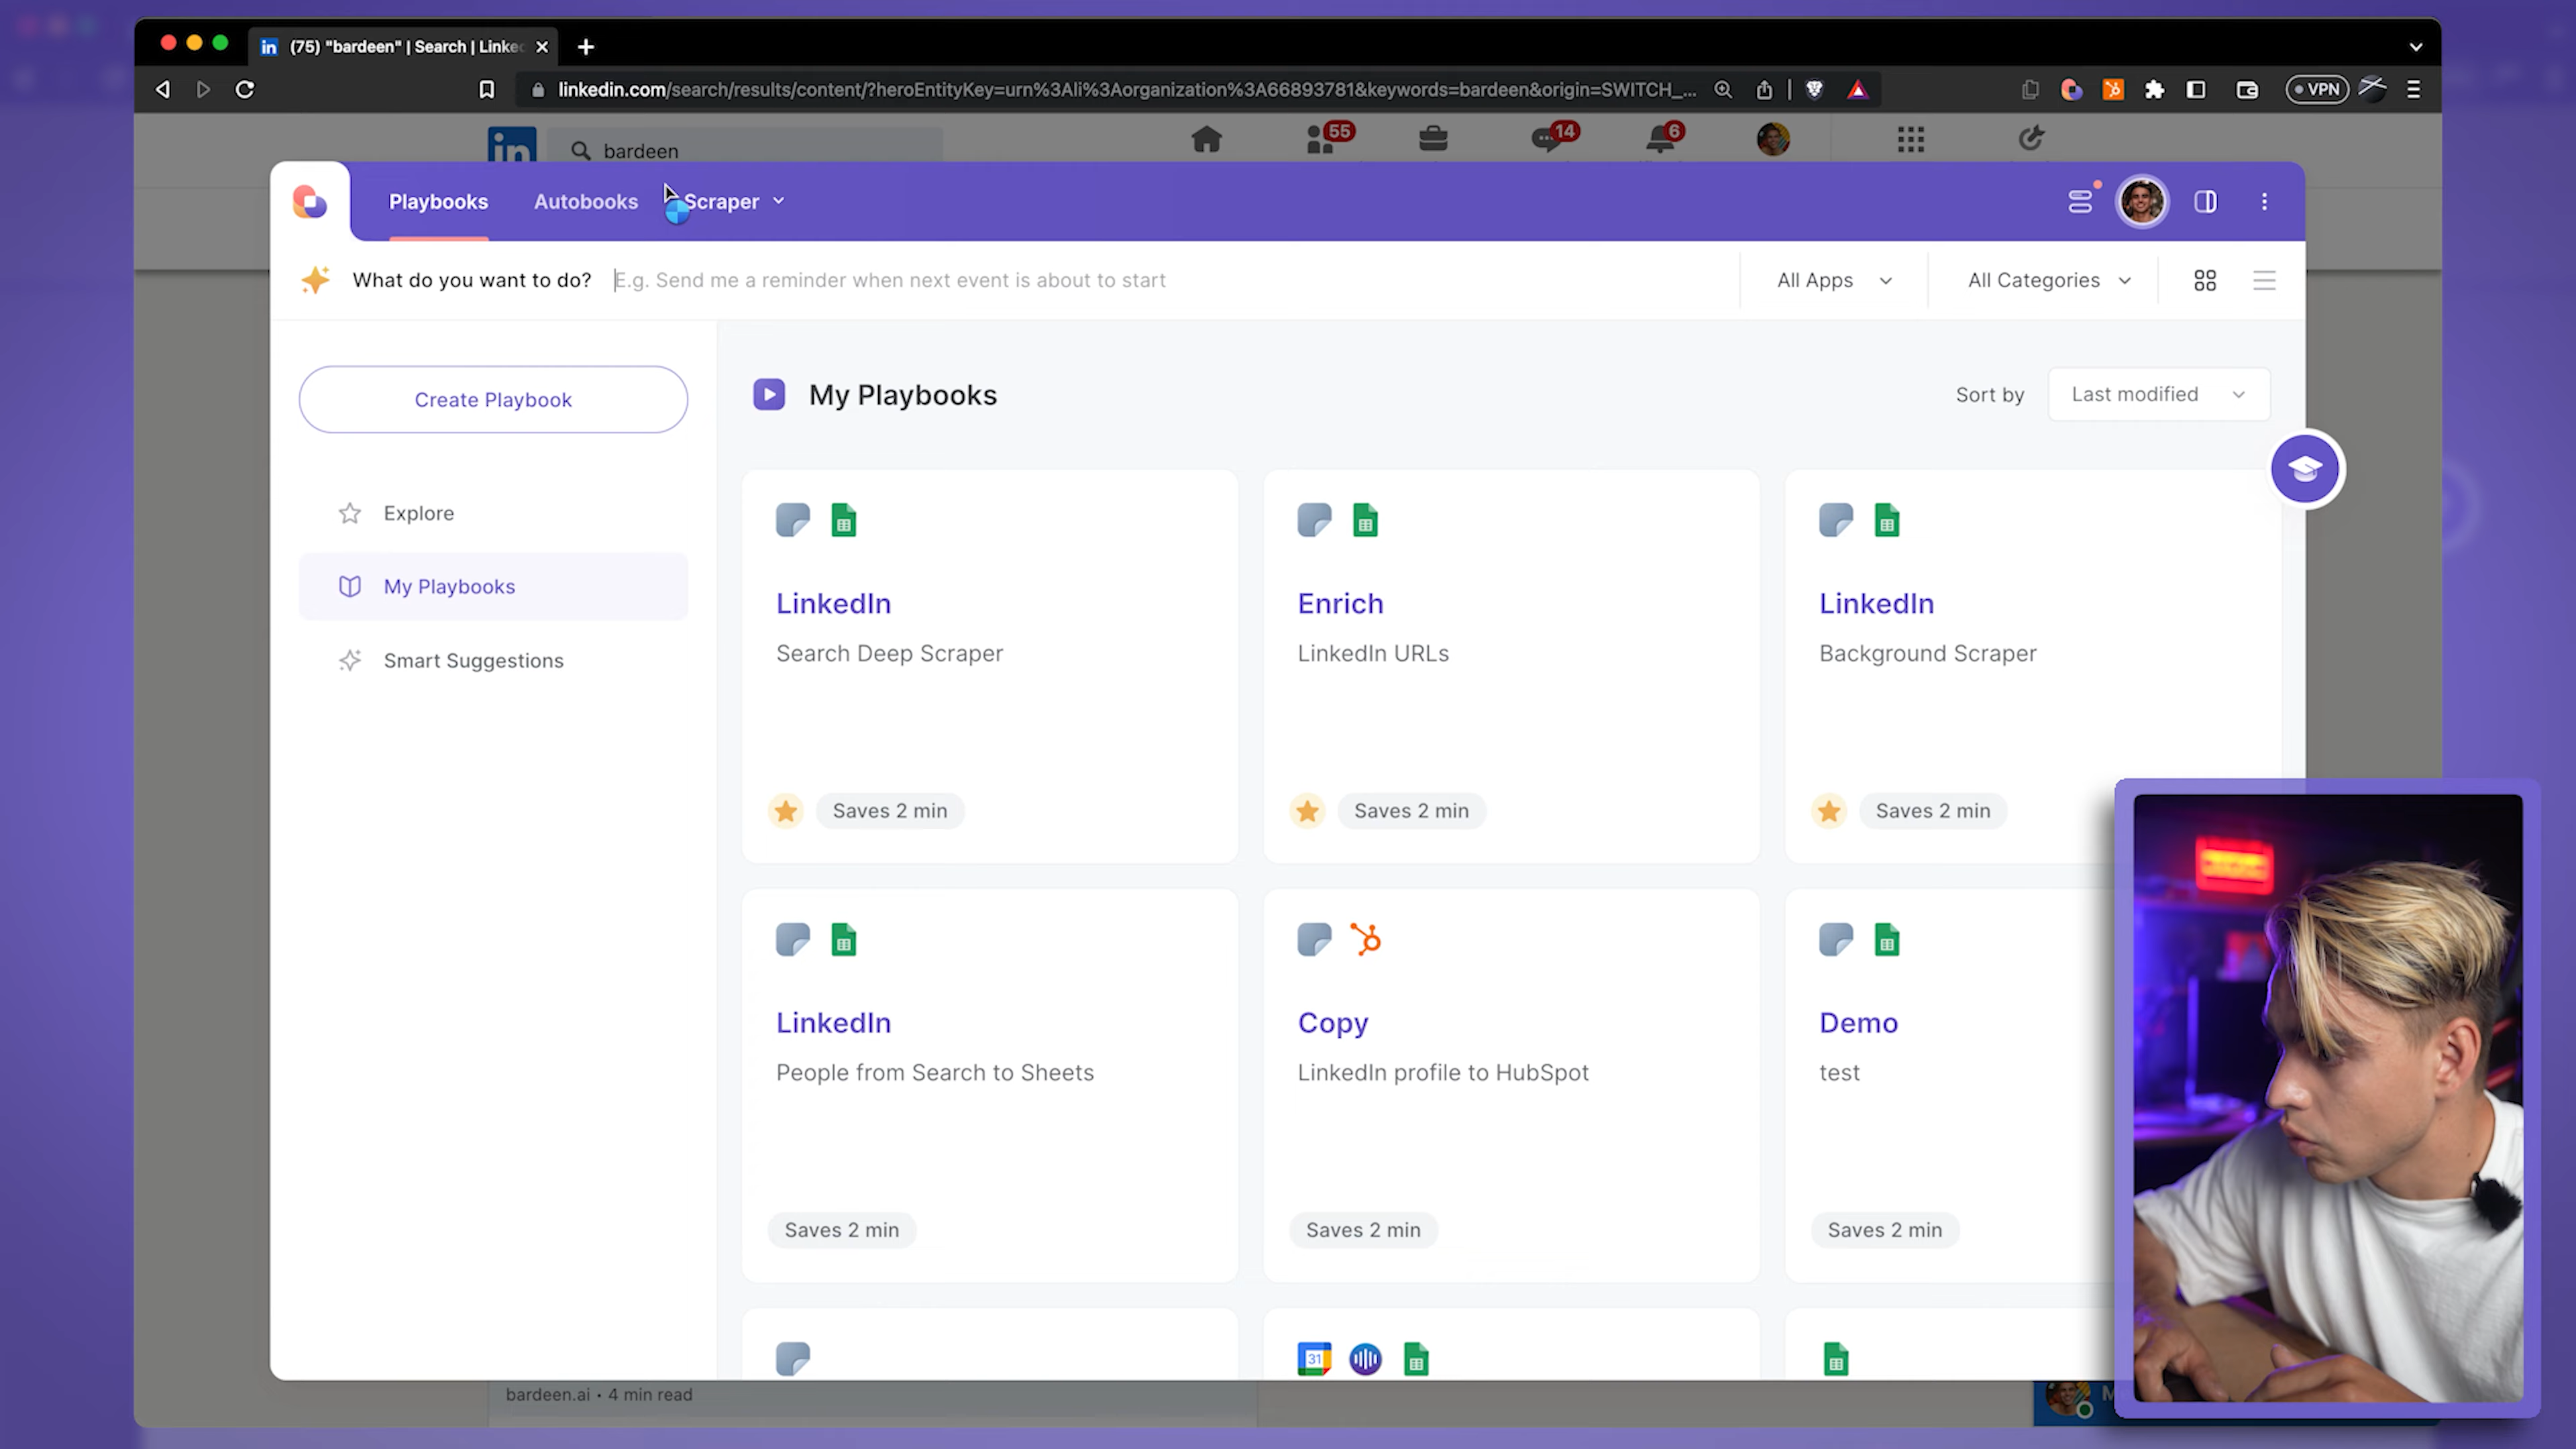 (75) "bardeen" | Search | Linke
linkedin.com/search/results/content/?heroEntityKey=urn%3Ali%3Aorganization%3A66893781&keywords=bardeen&origin=SWITCH_...
VPN
in
bardeen
55
14
6
Playbooks
Autobooks
Scraper
What do you want to do?
E.g. Send me a reminder when next event is about to start
All Apps
All Categories
Create Playbook
My Playbooks
Sort by
Last modified
Explore
My Playbooks
Smart Suggestions
LinkedIn
Search Deep Scraper
Saves 2 min
Enrich
LinkedIn URLs
Saves 2 min
LinkedIn
Background Scraper
Saves 2 min
LinkedIn
People from Search to Sheets
Saves 2 min
Copy
LinkedIn profile to HubSpot
Saves 2 min
Demo
test
Saves 2 min
31
bardeen.ai • 4 min read